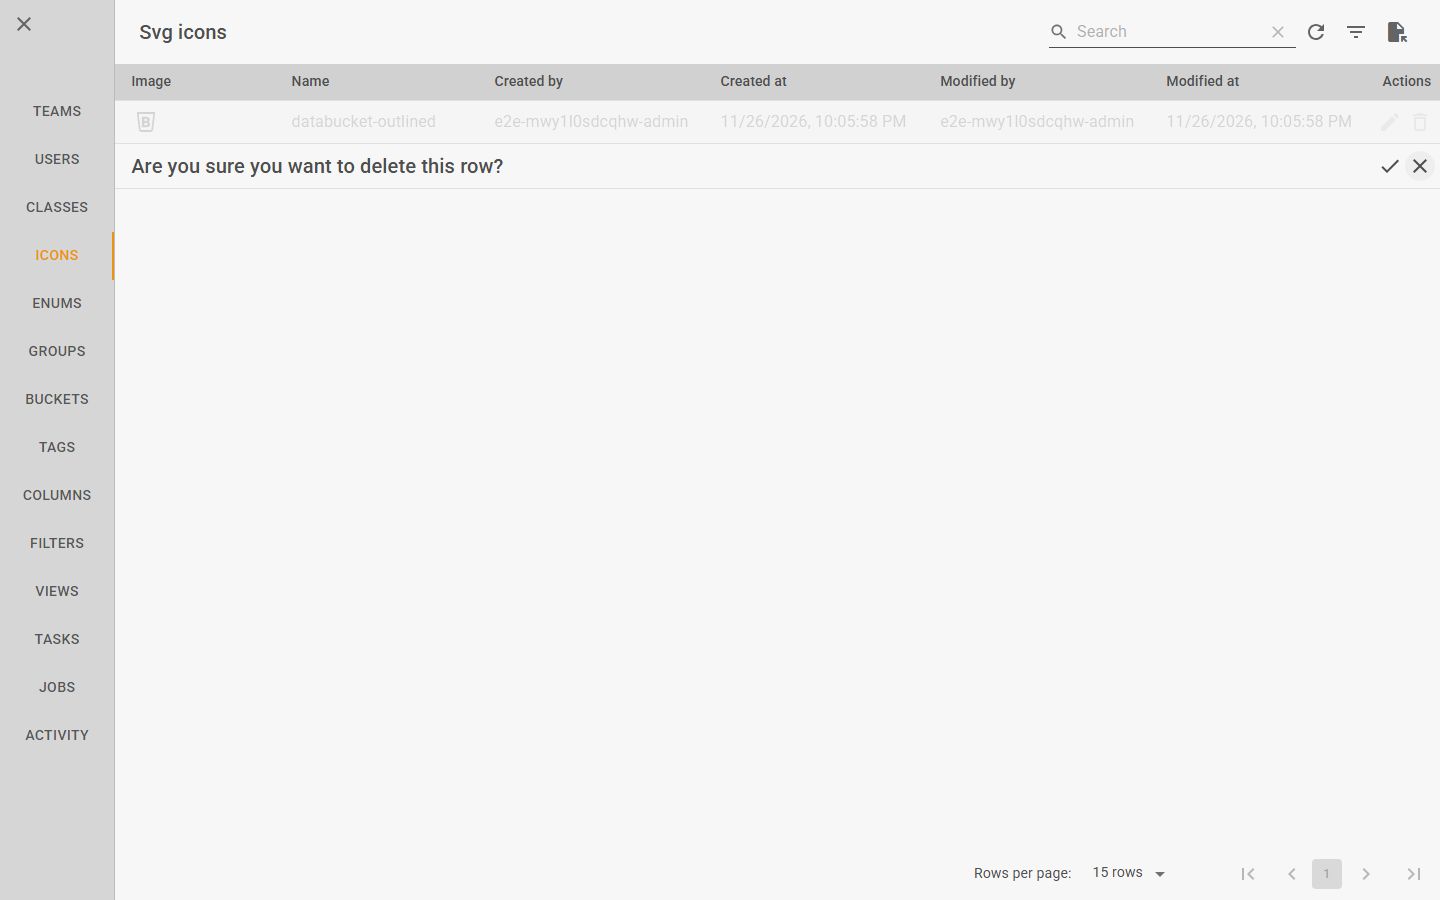 Svg icons
Search
Image Name Created by Created at Modified by Modified at Actions
B databucket-outlined e2e-mwy1l0sdcqhw-admin 11/26/2026, 10:05:58 PM e2e-mwy1l0sdcqhw-admin 11/26/2026, 10:05:58 PM
Are you sure you want to delete this row?
TEAMS
USERS
CLASSES
ICONS
ENUMS
GROUPS
BUCKETS
TAGS
COLUMNS
FILTERS
VIEWS
TASKS
JOBS
ACTIVITY
Rows per page: 15 rows 1